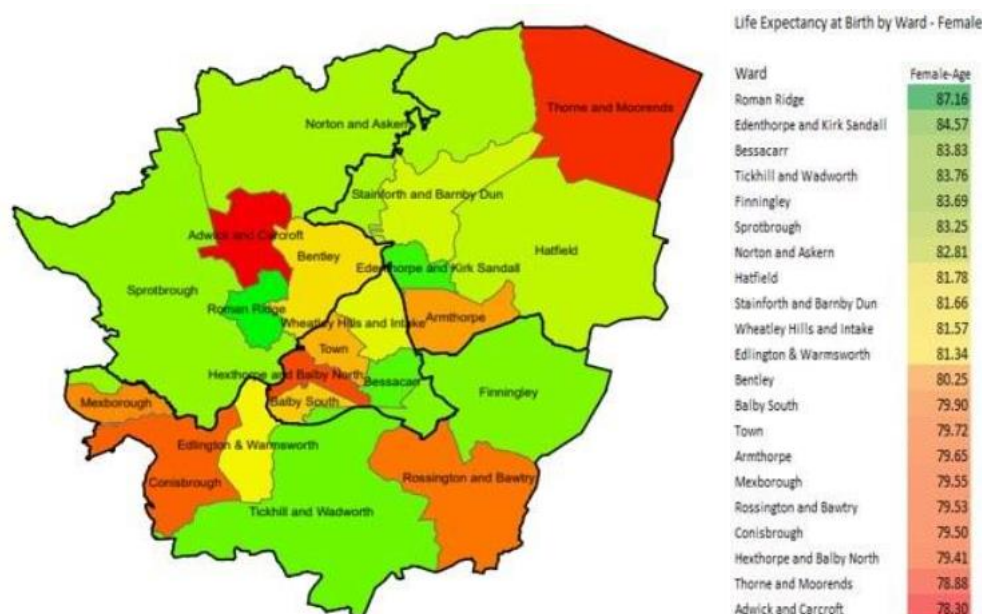 Life Expectancy at Birth by Ward - Female
Ward Female-Age
Roman Ridge 87.16
Edenthorpe and Kirk Sandall 84.57
Bessacarr 83.83
Tickhill and Wadworth 83.76
Finningley 83.69
Sprotbrough 83.25
Norton and Askern 82.81
Hatfield 81.78
Stainforth and Barnby Dun 81.66
Wheatley Hills and Intake 81.57
Edlington & Warmsworth 81.34
Bentley 80.25
Balby South 79.90
Town 79.72
Armthorpe 79.65
Mexborough 79.55
Rossington and Bawtry 79.53
Conisbrough 79.50
Hexthorpe and Balby North 79.41
Thorne and Moorends 78.88
Adwick and Carcroft 78.30
Thorne and Moorends
Norton and Askern
Stainforth and Barnby Dun
Adwick and Carcroft
Bentley
Hatfield
Edenthorpe and Kirk Sandall
Sprotbrough
Roman Ridge
Armthorpe
Wheatley Hills and Intake
Town
Hexthorpe and Balby North
Bessacarr
Finningley
Mexborough
Balby South
Edlington & Warmsworth
Conisbrough
Rossington and Bawtry
Tickhill and Wadworth